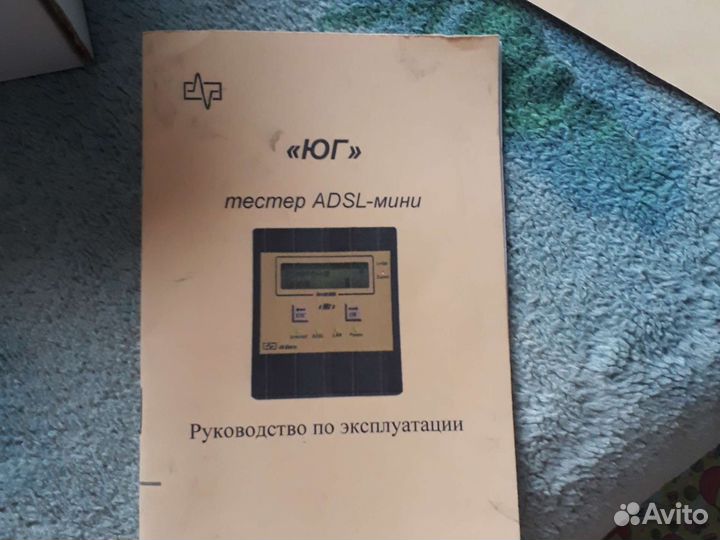 «ЮГ»
тестер ADSL-мини
Руководство по эксплуатации
Avito